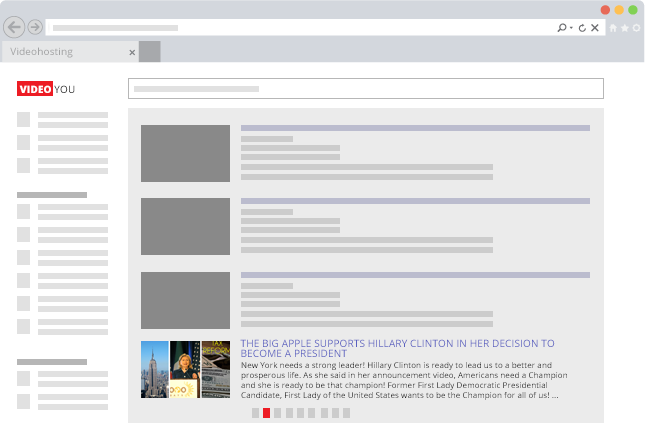 Videohosting
VIDEO YOU
TAX
REFORM
THE BIG APPLE SUPPORTS HILLARY CLINTON IN HER DECISION TO
BECOME A PRESIDENT
New York needs a strong leader! Hillary Clinton is ready to lead us to a better and
prosperous life. As she said in her announcement video, Americans need a Champion
and she is ready to be that champion! Former First Lady Democratic Presidential
Candidate, First Lady of the United States wants to be the Champion for all of us! ...